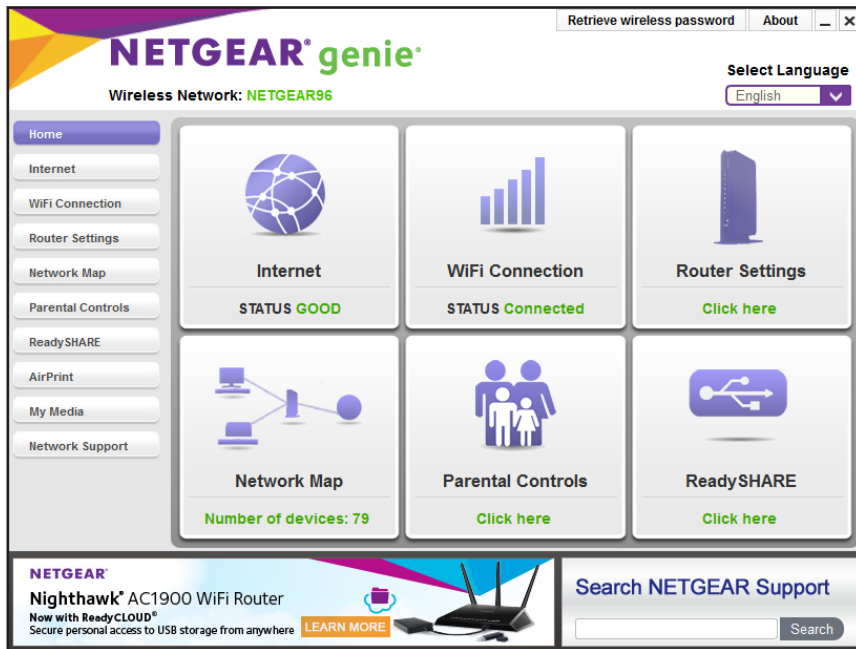 Retrieve wireless password About
NETGEAR® genie®
Select Language
Wireless Network: NETGEAR96
English
Home
Internet
WiFi Connection
Router Settings
Network Map
Parental Controls
ReadySHARE
AirPrint
My Media
Network Support
Internet
STATUS GOOD
WiFi Connection
STATUS Connected
Router Settings
Click here
Network Map
Number of devices: 79
Parental Controls
Click here
ReadySHARE
Click here
NETGEAR®
Nighthawk® AC1900 WiFi Router
Now with ReadyCLOUD®
Secure personal access to USB storage from anywhere
LEARN MORE
Search NETGEAR Support
Search